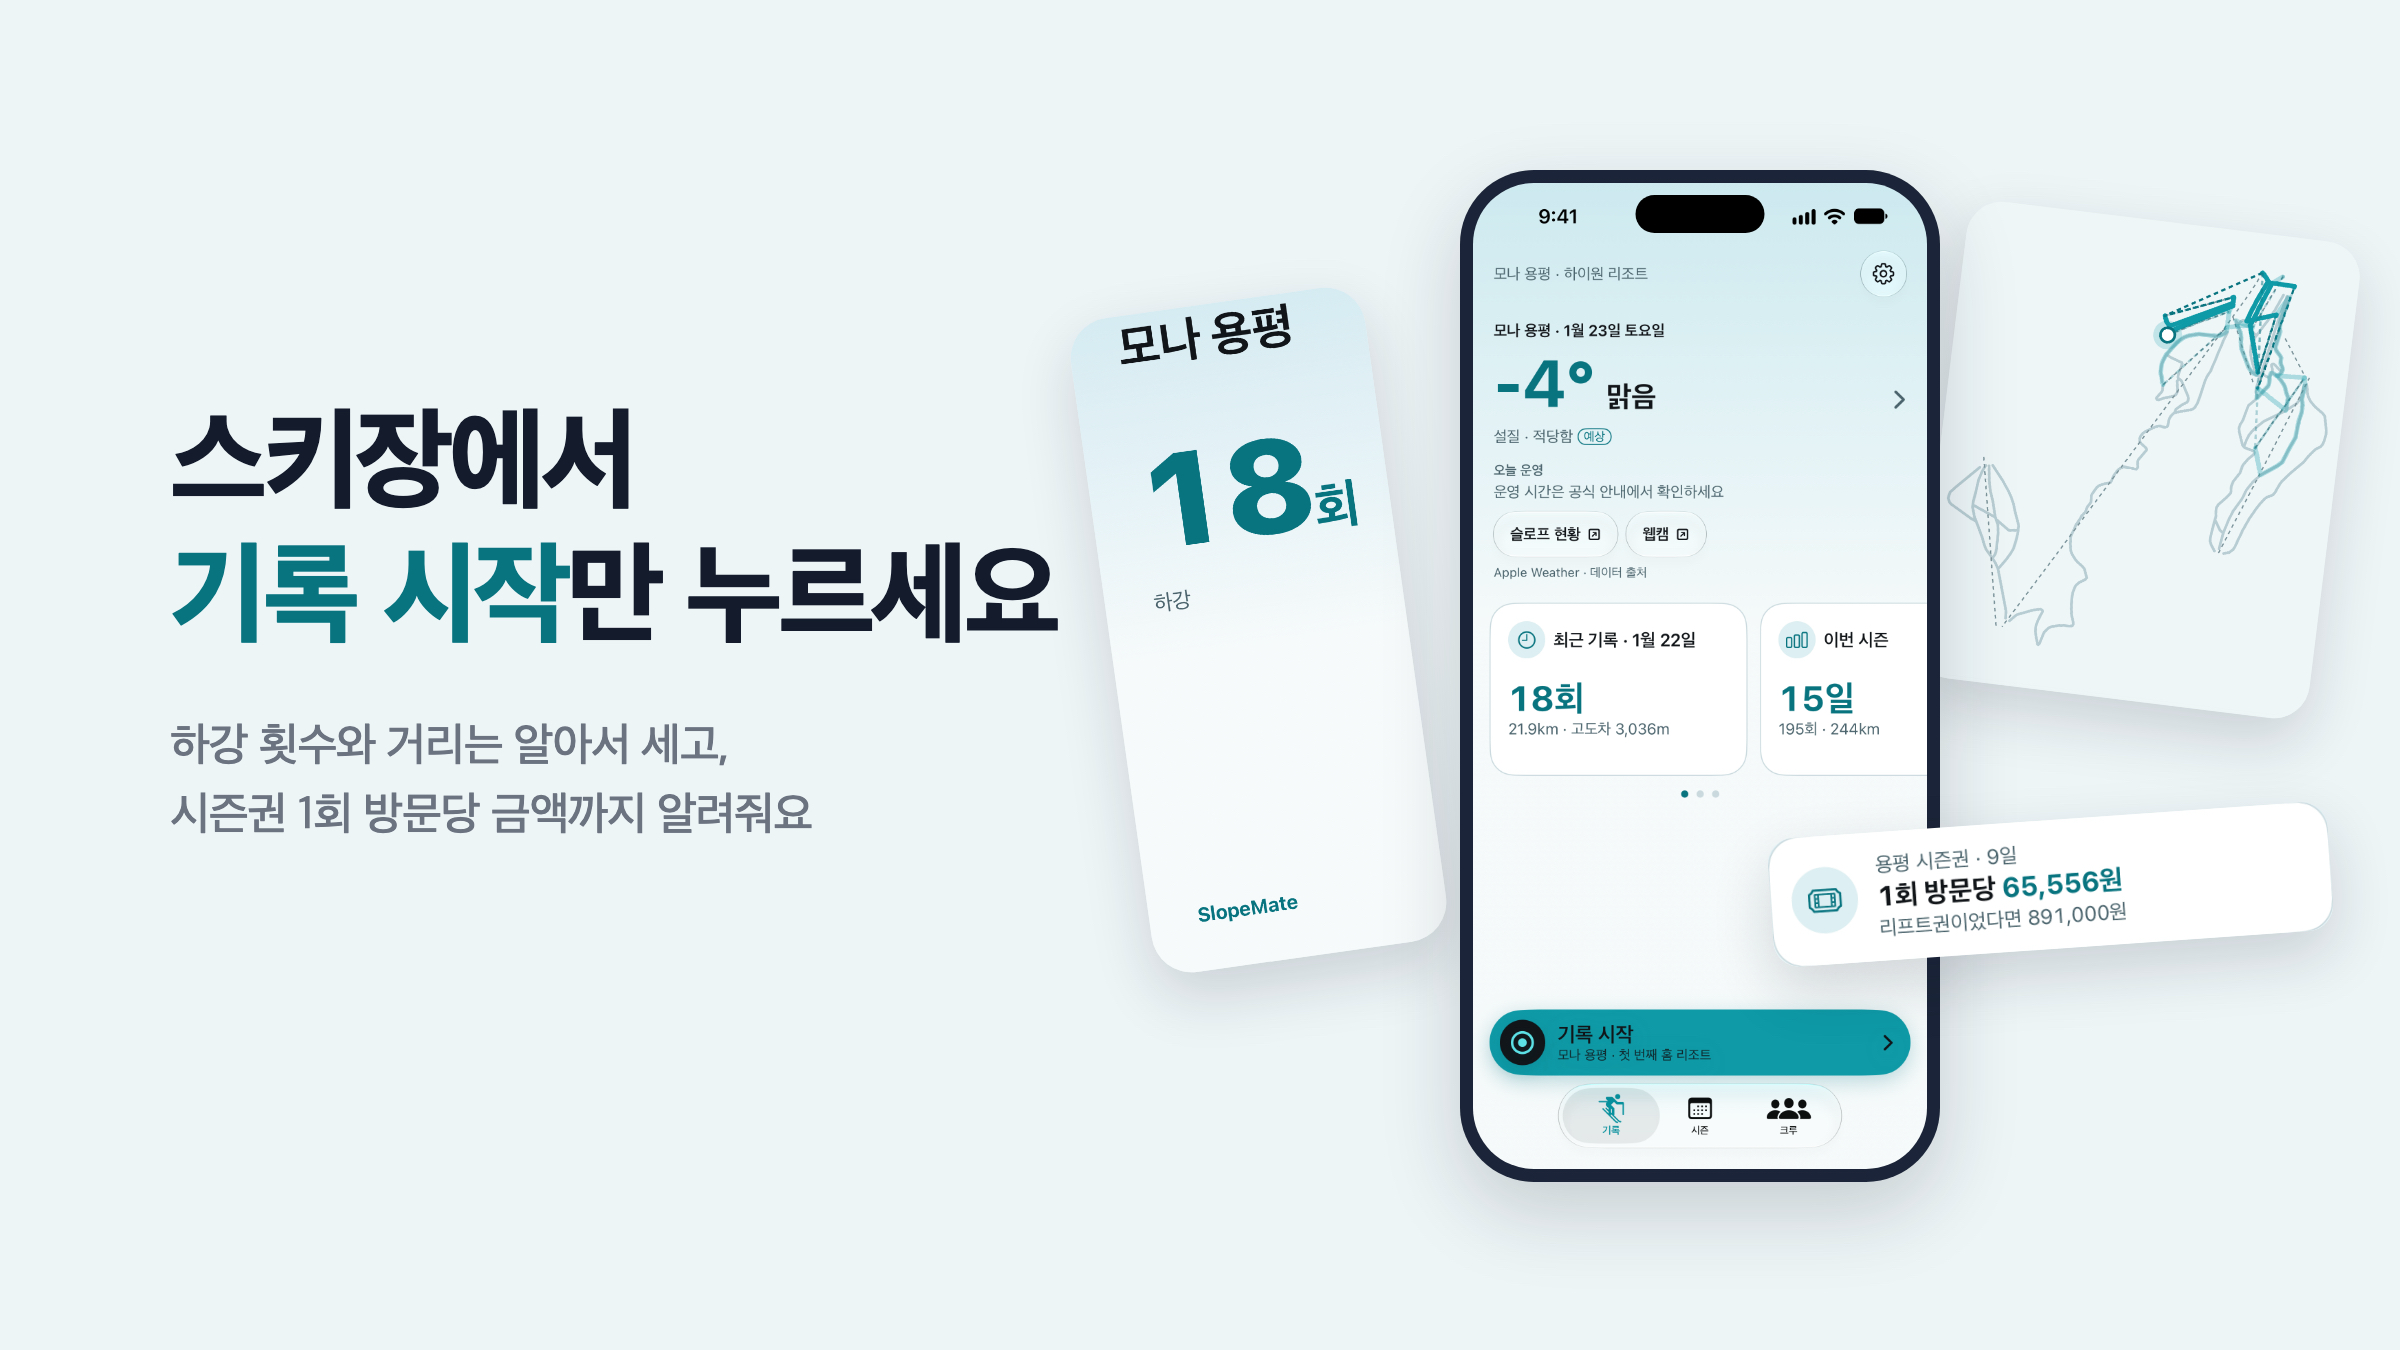 스키장에서
기록 시작만 누르세요
하강 횟수와 거리는 알아서 세고,
시즌권 1회 방문당 금액까지 알려줘요
모나 용평
18회
하강
SlopeMate
9:41
모나 용평 · 하이원 리조트
모나 용평 · 1월 23일 토요일
-4° 맑음
설질 · 적당함 예상
오늘 운영
운영 시간은 공식 안내에서 확인하세요
슬로프 현황 웹캠
Apple Weather · 데이터 출처
최근 기록 · 1월 22일
18회
21.9km · 고도차 3,036m
이번 시즌
15일
195회 · 244km
용평 시즌권 · 9일
1회 방문당 65,556원
리프트권이었다면 891,000원
기록 시작
모나 용평 · 첫 번째 홈 리조트
기록 시즌 크루